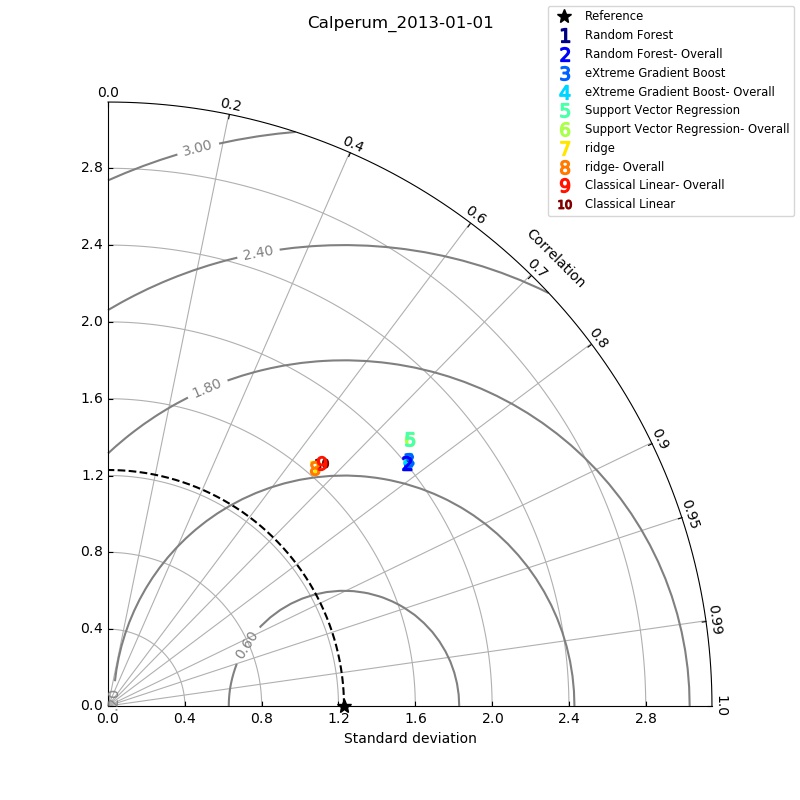 Calperum_2013-01-01
Reference
1 Random Forest
2 Random Forest- Overall
3 eXtreme Gradient Boost
4 eXtreme Gradient Boost- Overall
5 Support Vector Regression
6 Support Vector Regression- Overall
7 ridge
8 ridge- Overall
9 Classical Linear- Overall
10 Classical Linear
0.0
0.2
0.4
0.6
0.7
0.8
0.9
0.95
0.99
1.0
Correlation
3.00
2.40
1.80
0.60
2.8
2.4
2.0
1.6
1.2
0.8
0.4
0.0
5
2
8
9
0.0 0.4 0.8 1.2 1.6 2.0 2.4 2.8
Standard deviation